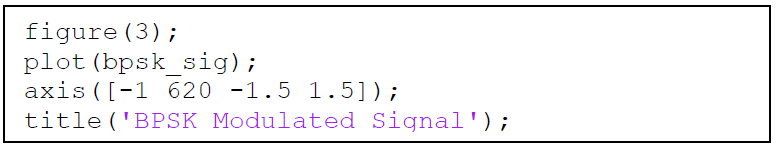 figure(3);
plot(bpsk_sig);
axis([-1 620 -1.5 1.5]);
title('BPSK Modulated Signal');